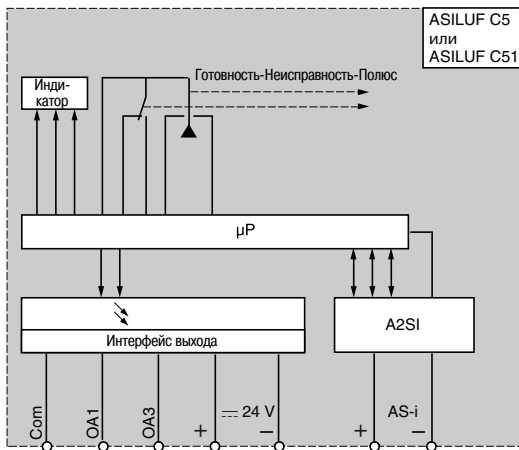 ASILUF C5
или
ASILUF C51
Готовность-Неисправность-Полюс
Инди-
катор
µP
A2SI
Интерфейс выхода
Com
OA1
OA3
+
24 V
–
+
AS-i
–